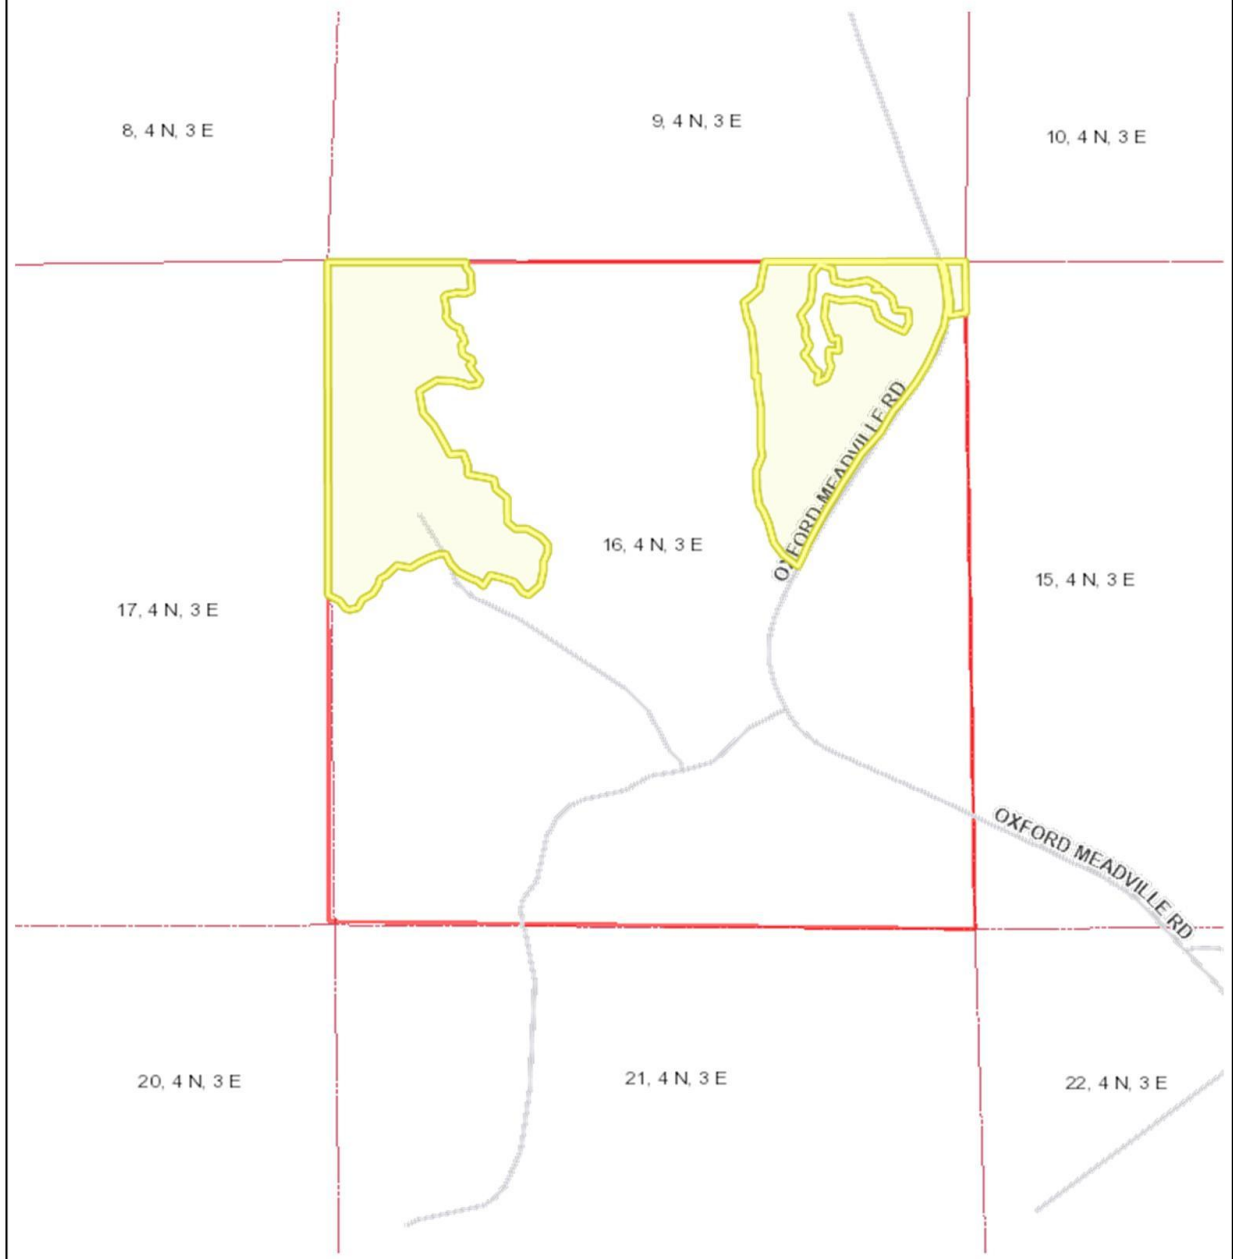 8, 4 N, 3 E
9, 4 N, 3 E
10, 4 N, 3 E
OXFORD MEADVILLE RD
16, 4 N, 3 E
15, 4 N, 3 E
17, 4 N, 3 E
OXFORD MEADVILLE RD
20, 4 N, 3 E
21, 4 N, 3 E
22, 4 N, 3 E